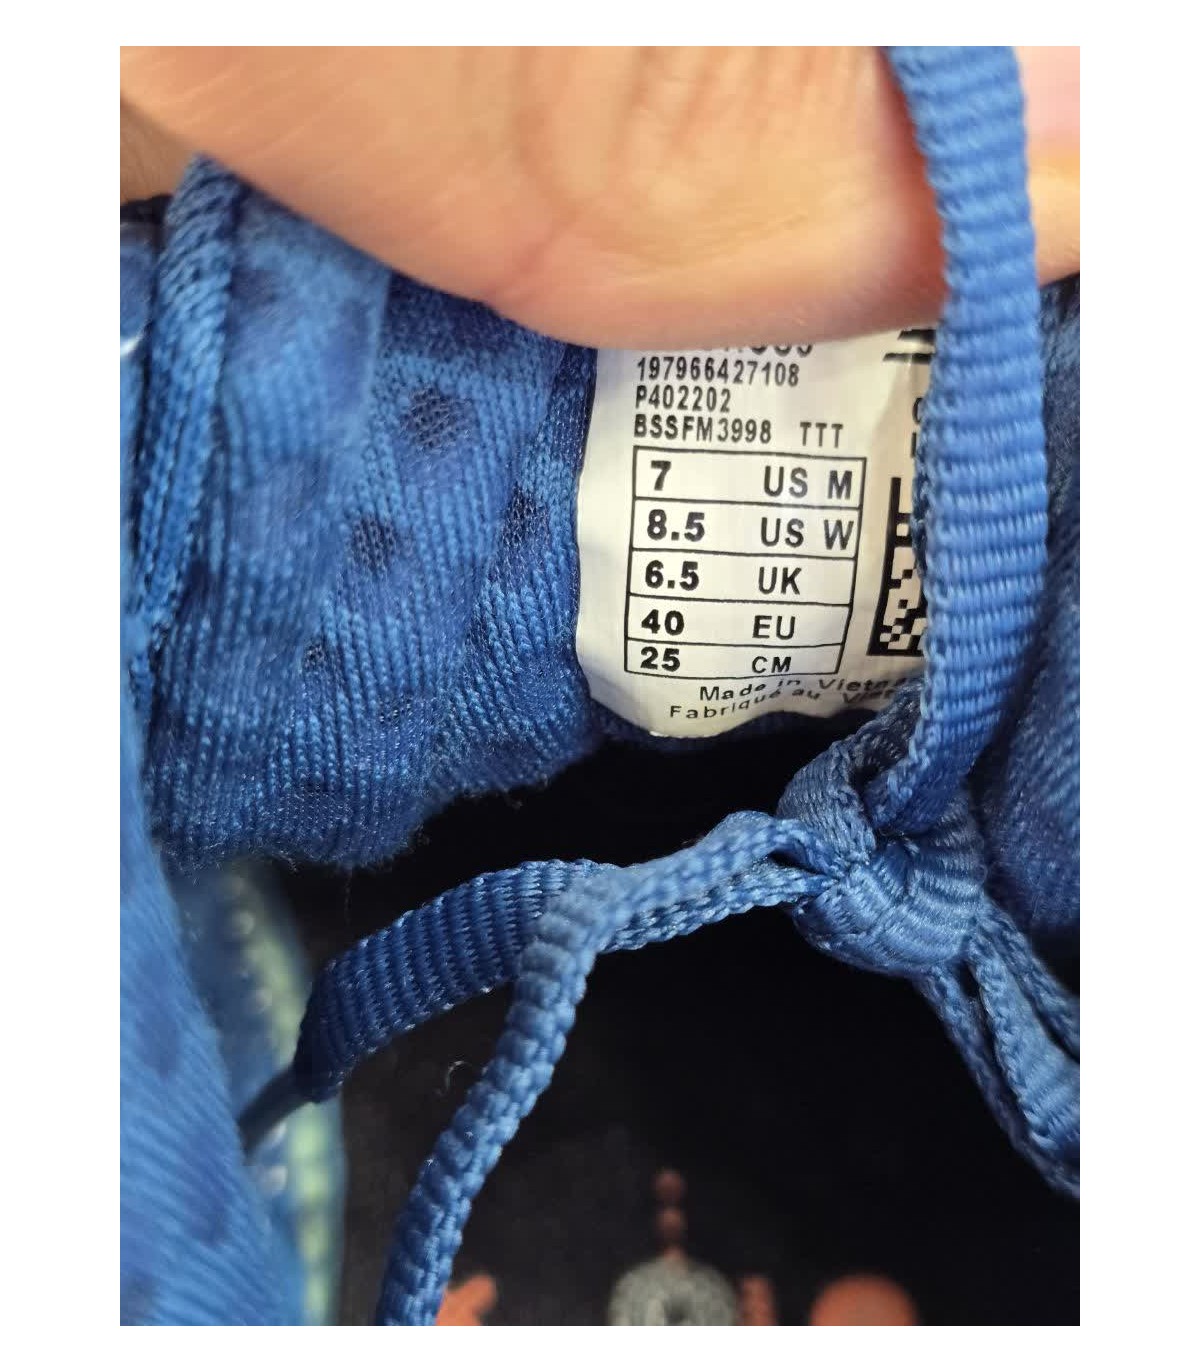 197966427108
P402202
BSSFM3998 TTT
7 US M
8.5 US W
6.5 UK
40 EU
25 CM
Made in
Fabriqué au